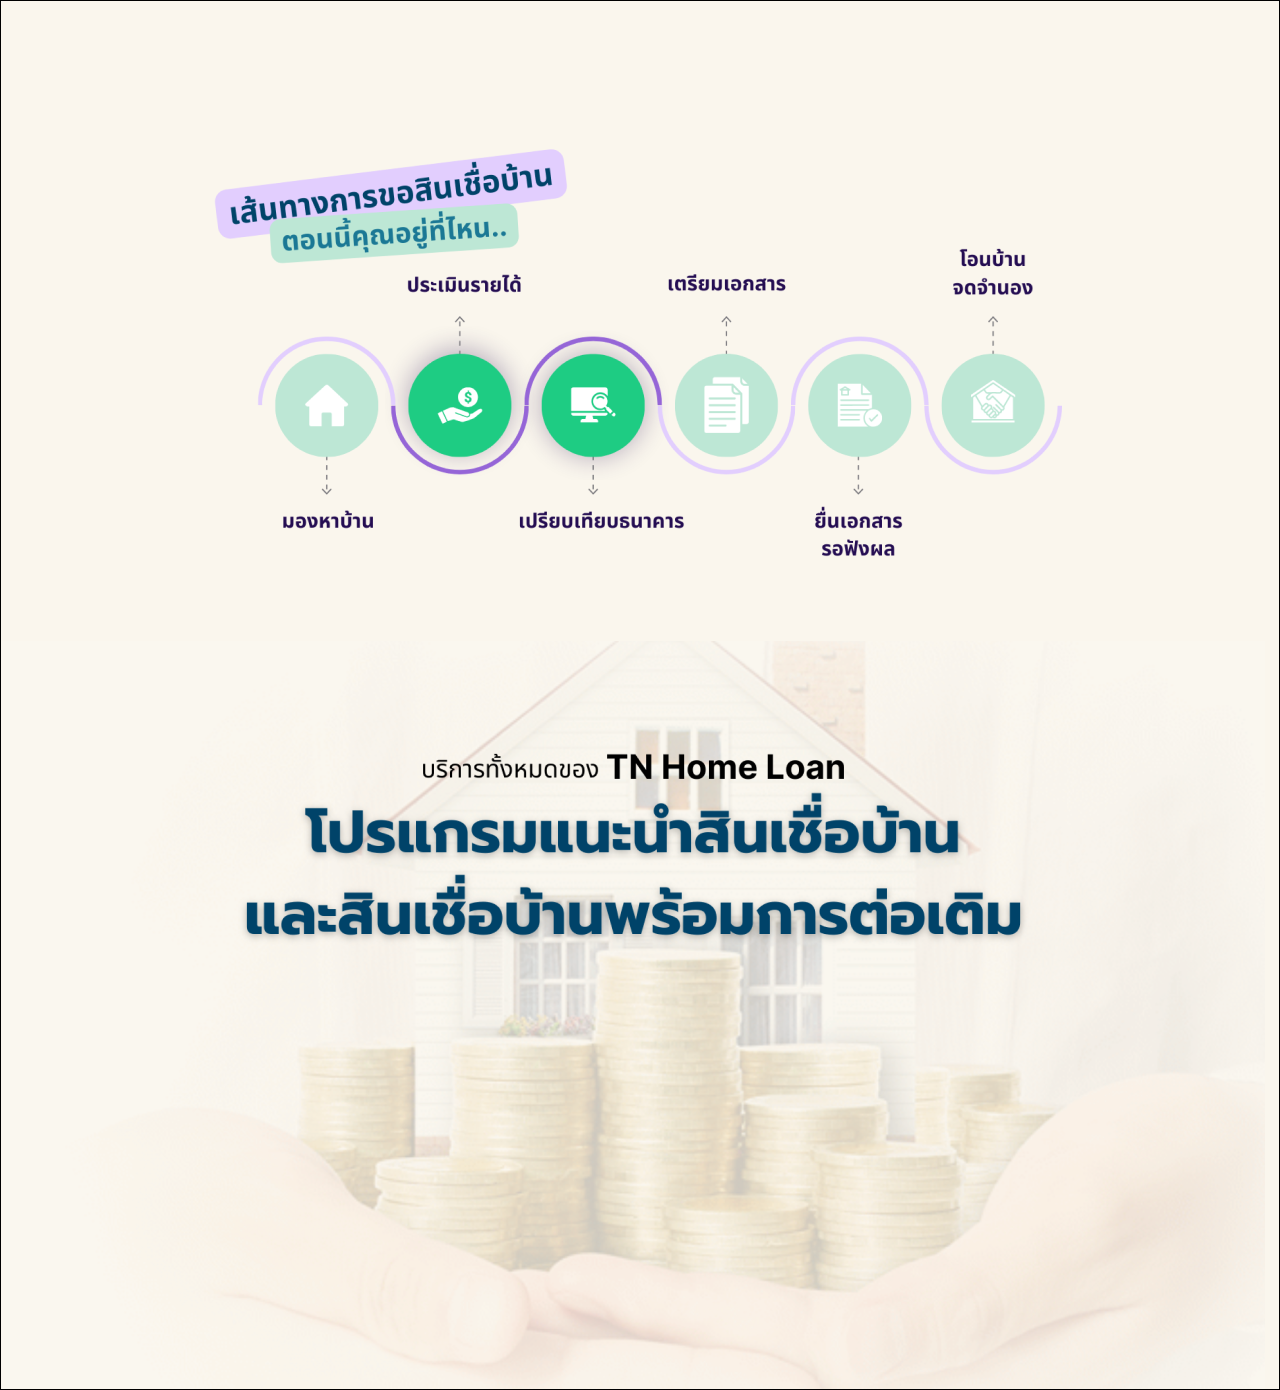 เส้นทางการขอสินเชื่อบ้าน
ตอนนี้คุณอยู่ที่ไหน..
ประเมินรายได้
เตรียมเอกสาร
โอนบ้าน
จดจำนอง
มองหาบ้าน
เปรียบเทียบธนาคาร
ยื่นเอกสาร
รอฟังผล
บริการทั้งหมดของ TN Home Loan
โปรแกรมแนะนำสินเชื่อบ้าน
และสินเชื่อบ้านพร้อมการต่อเติม